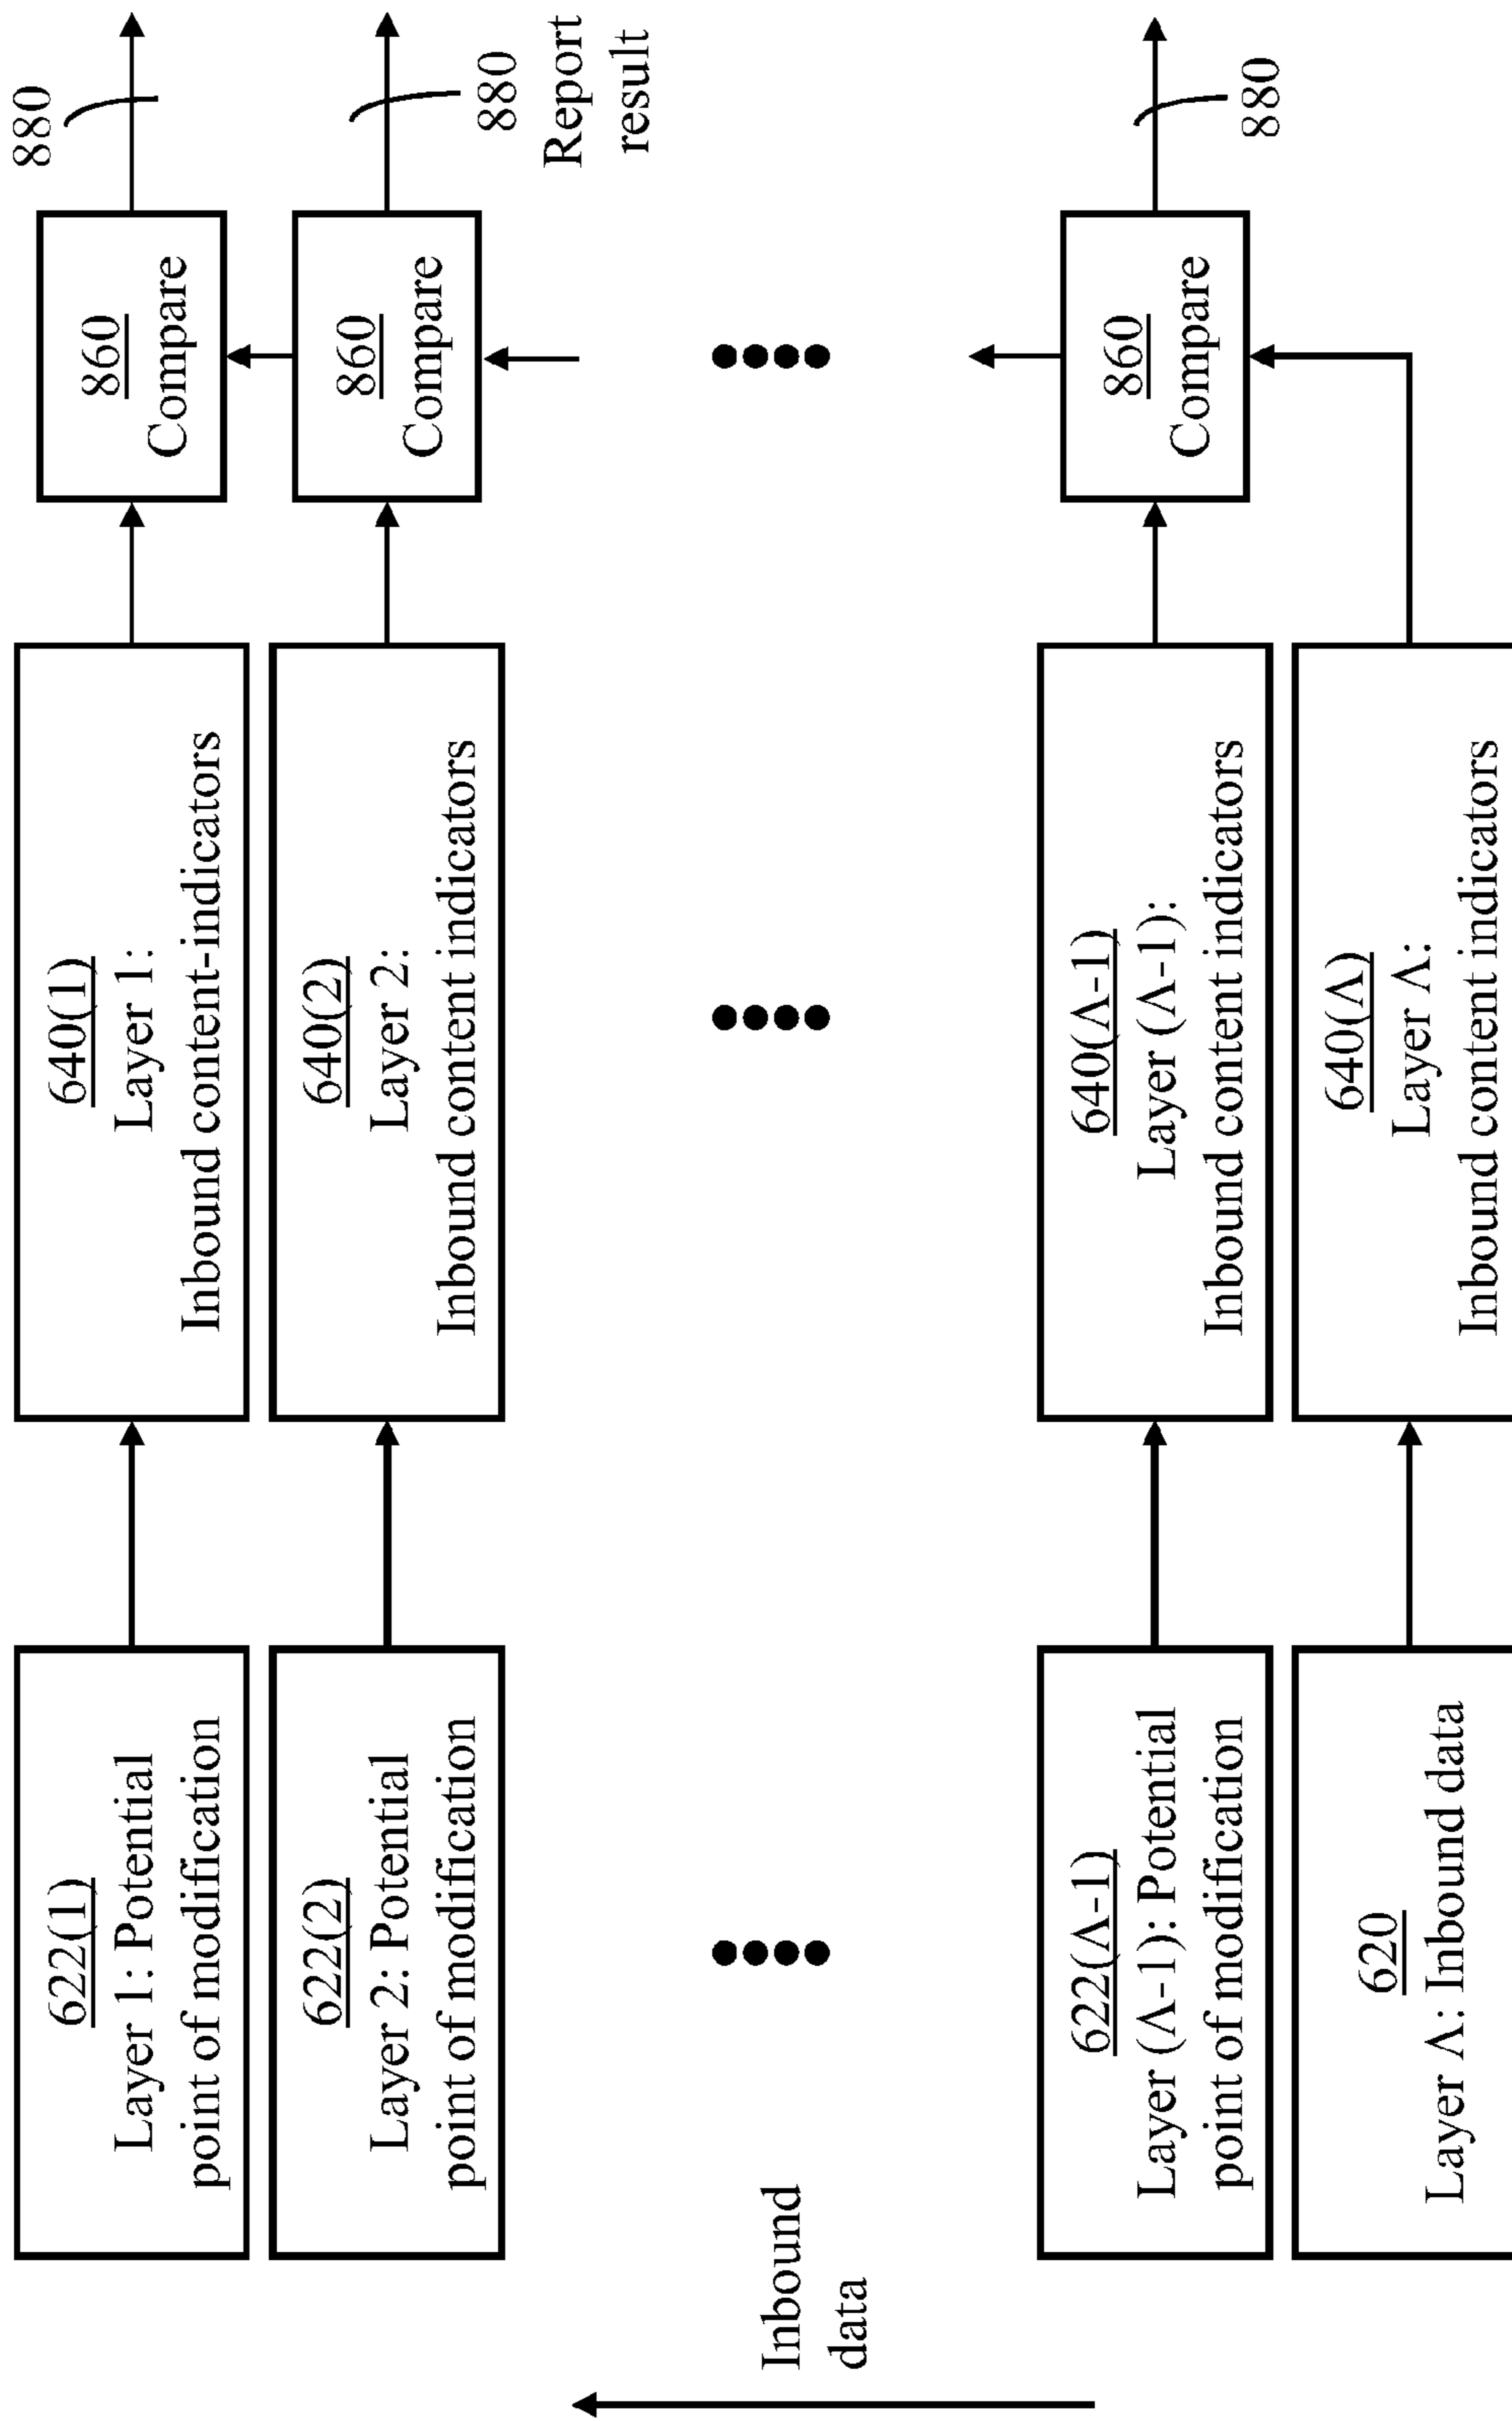 622(1)
Layer 1: Potential
point of modification
640(1)
Layer 1:
Inbound content-indicators
860
Compare
880
622(2)
Layer 2: Potential
point of modification
640(2)
Layer 2:
Inbound content indicators
860
Compare
880
Report
result
Inbound
data
622(Λ-1)
Layer (Λ-1): Potential
point of modification
640(Λ-1)
Layer (Λ-1):
Inbound content indicators
860
Compare
880
620
Layer Λ: Inbound data
640(Λ)
Layer Λ:
Inbound content indicators